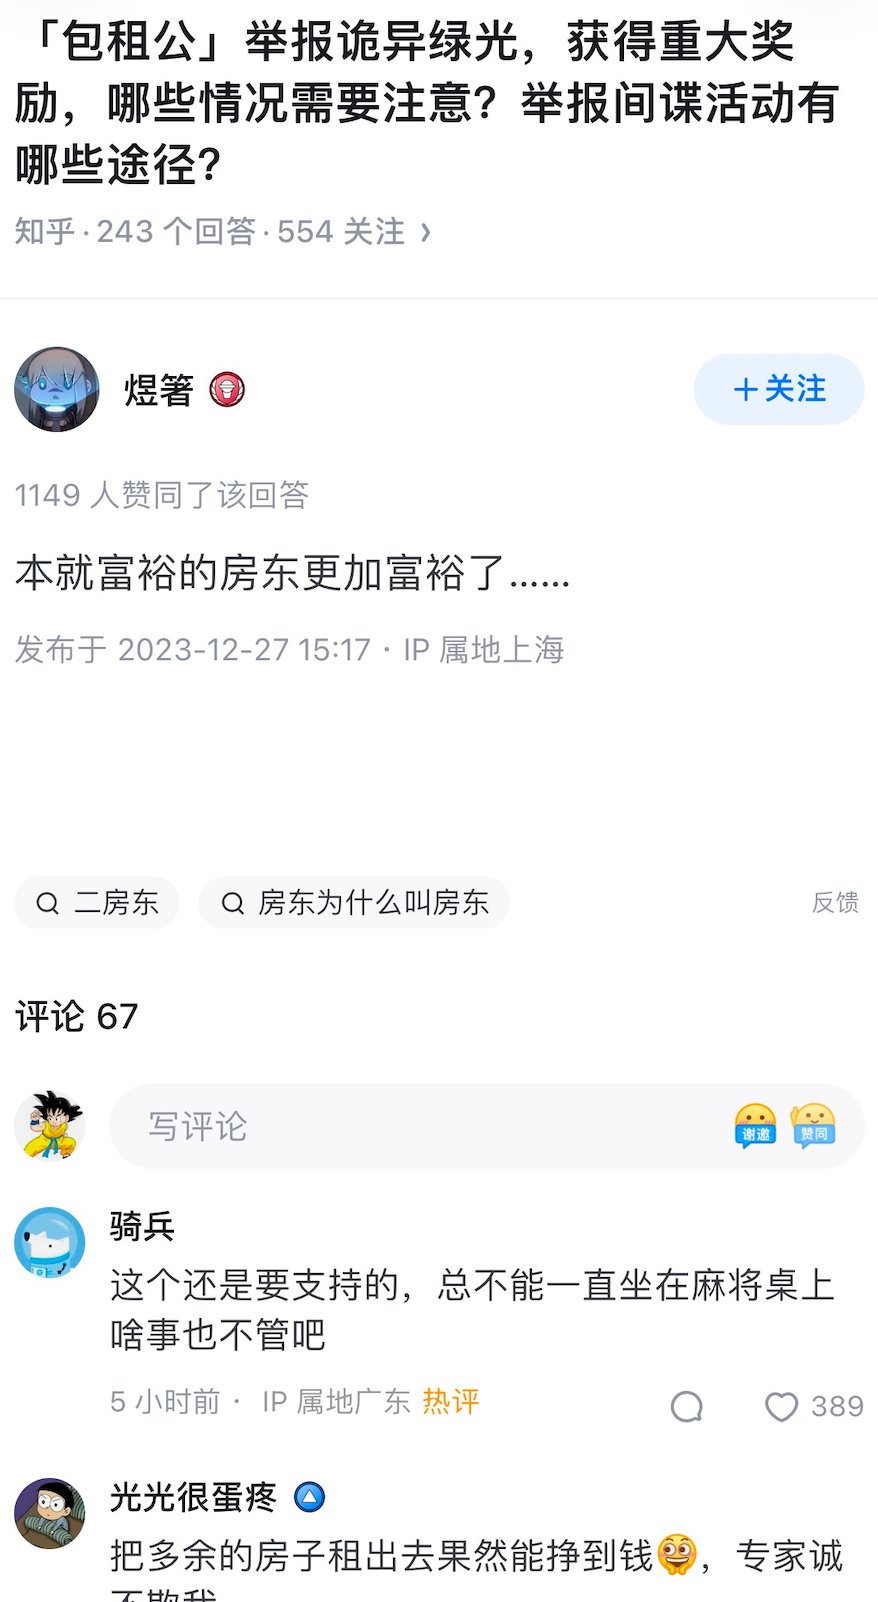 「包租公」举报诡异绿光，获得重大奖
励，哪些情况需要注意？举报间谍活动有
哪些途径？
知乎 · 243 个回答 · 554 关注 ›
煜箸
＋关注
1149 人赞同了该回答
本就富裕的房东更加富裕了......
发布于 2023-12-27 15:17 · IP 属地上海
二房东
房东为什么叫房东
反馈
评论 67
写评论
谢邀
赞同
骑兵
这个还是要支持的，总不能一直坐在麻将桌上
啥事也不管吧
5 小时前 · IP 属地广东 热评
389
光光很蛋疼
把多余的房子租出去果然能挣到钱🤩，专家诚
不欺我